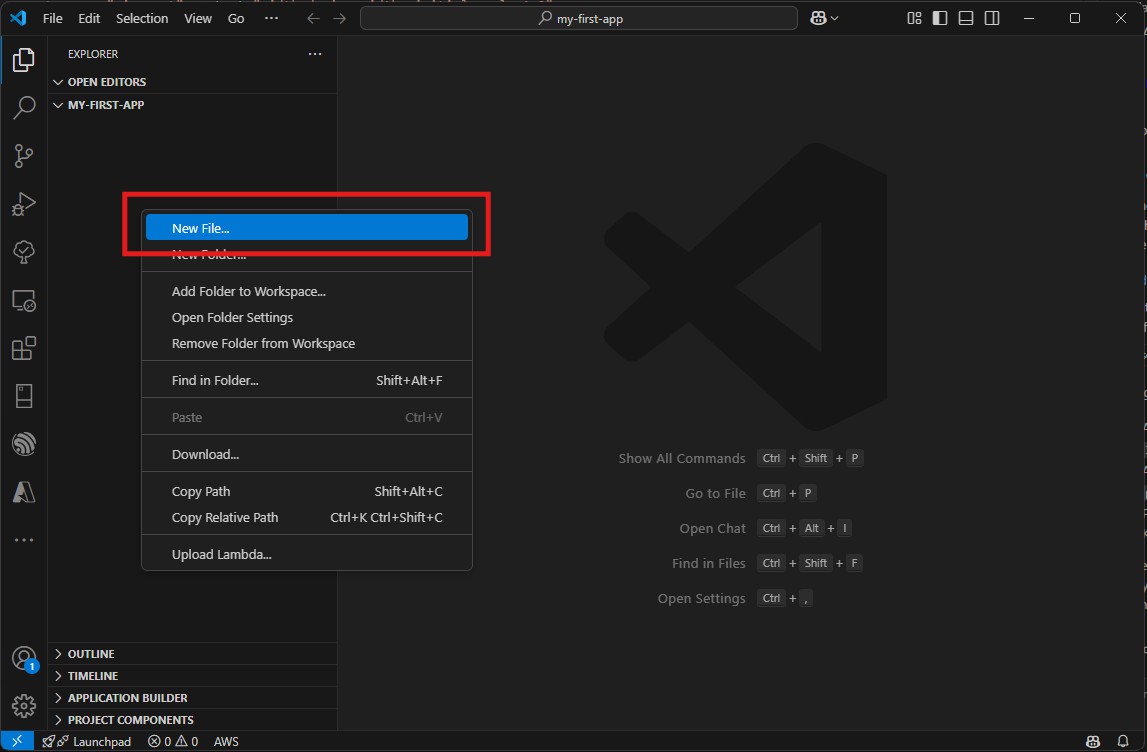 File Edit Selection View Go ··· my-first-app
EXPLORER ···
OPEN EDITORS
MY-FIRST-APP
New File...
New Folder...
Add Folder to Workspace...
Open Folder Settings
Remove Folder from Workspace
Find in Folder... Shift+Alt+F
Paste Ctrl+V
Download...
Copy Path Shift+Alt+C
Copy Relative Path Ctrl+K Ctrl+Shift+C
Upload Lambda...
Show All Commands Ctrl + Shift + P
Go to File Ctrl + P
Open Chat Ctrl + Alt + I
Find in Files Ctrl + Shift + F
Open Settings Ctrl + ,
OUTLINE
1
TIMELINE
APPLICATION BUILDER
PROJECT COMPONENTS
Launchpad 0 0 AWS